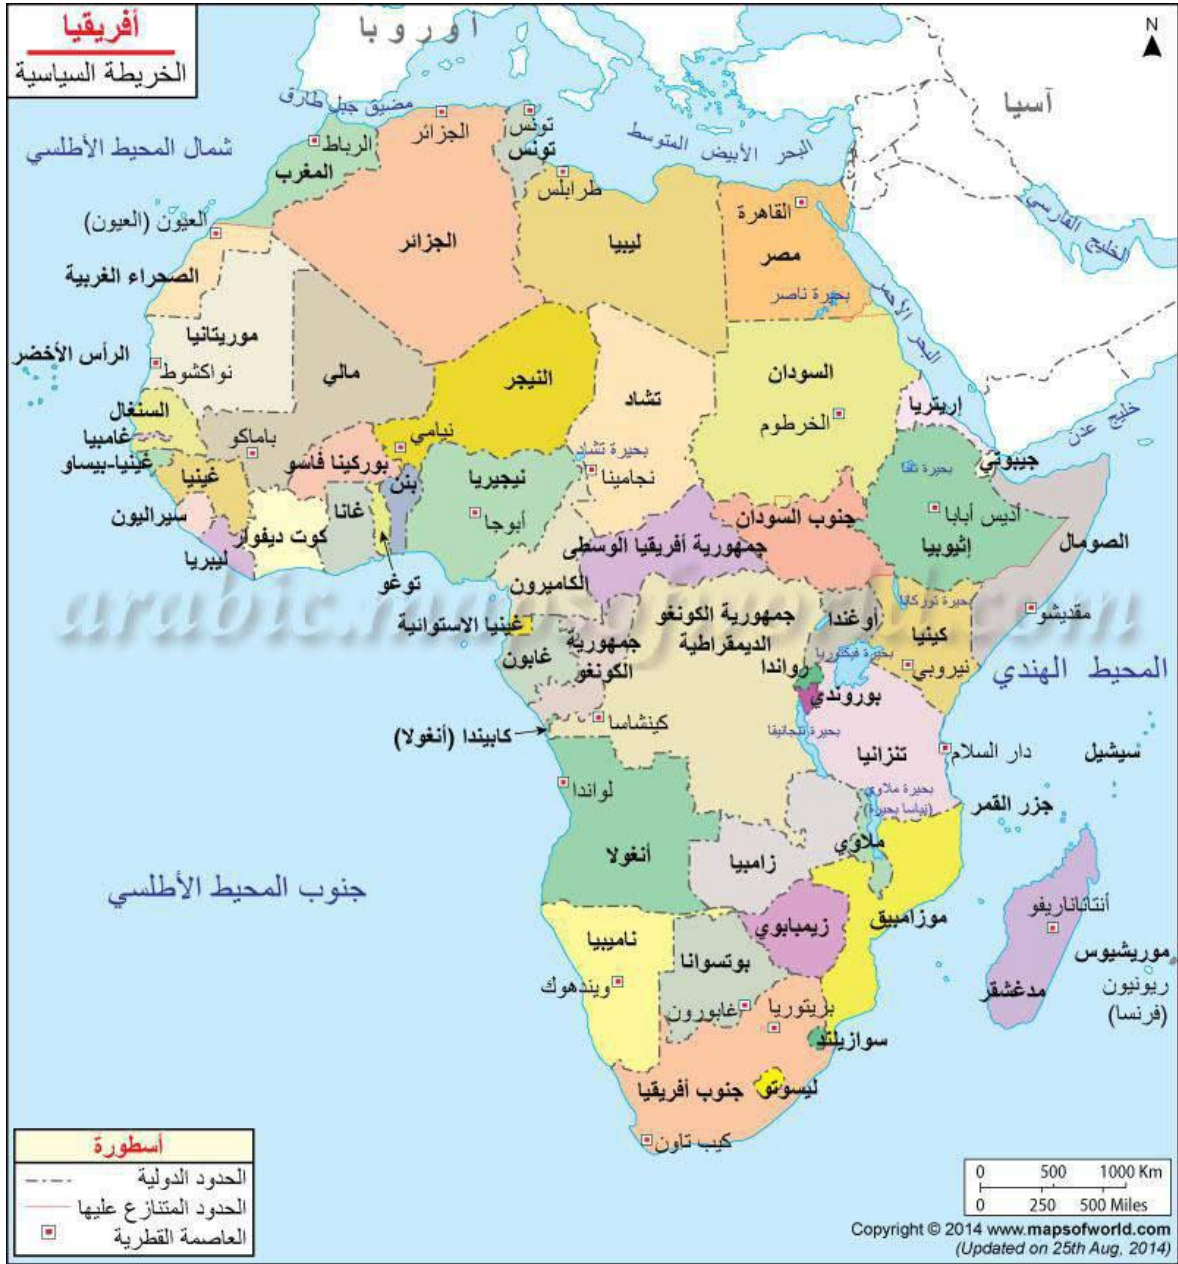 أفريقيا
الخريطة السياسية
أوروبا
N
آسيا
مضيق جبل طارق
شمال المحيط الأطلسي
البحر الأبيض المتوسط
الخليج الفارسي
الرباط
المغرب
الجزائر
تونس
تونس
طرابلس
القاهرة
العيون (العيون)
الجزائر
ليبيا
مصر
الصحراء الغربية
بحيرة ناصر
البحر الأحمر
موريتانيا
نواكشوط
الرأس الأخضر
مالي
النيجر
تشاد
السودان
الخرطوم
إريتريا
خليج عدن
السنغال
غامبيا
غينيا-بيساو
غينيا
باماكو
نيامي
بوركينا فاسو
بنن
بحيرة تشاد
نجامينا
جيبوتي
بحيرة تانا
نيجيريا
أبوجا
سيراليون
ليبريا
كوت ديفوار
غانا
توغو
جنوب السودان
جمهورية أفريقيا الوسطى
أديس أبابا
إثيوبيا
الصومال
الكاميرون
arabic.mapsofworld.com
غينيا الاستوائية
غابون
جمهورية
الكونغو
جمهورية الكونغو
الديمقراطية
أوغندا
بحيرة توركانا
كينيا
نيروبي
مقديشو
بحيرة فيكتوريا
رواندا
بوروندي
المحيط الهندي
كينشاسا
كابيندا (أنغولا)
بحيرة تنجانيقا
تنزانيا
دار السلام
سيشيل
لواندا
أنغولا
زامبيا
بحيرة ملاوي
(نياسا بحيرة)
ملاوي
جزر القمر
جنوب المحيط الأطلسي
موزامبيق
أنتاناناريفو
مدغشقر
موريشيوس
ريونيون
(فرنسا)
ناميبيا
ويندهوك
بوتسوانا
غابورون
زيمبابوي
بريتوريا
سوازيلند
ليسوتو
جنوب أفريقيا
كيب تاون
أسطورة
الحدود الدولية
الحدود المتنازع عليها
العاصمة القطرية
0 500 1000 Km
0 250 500 Miles
Copyright © 2014 www.mapsofworld.com
(Updated on 25th Aug, 2014)